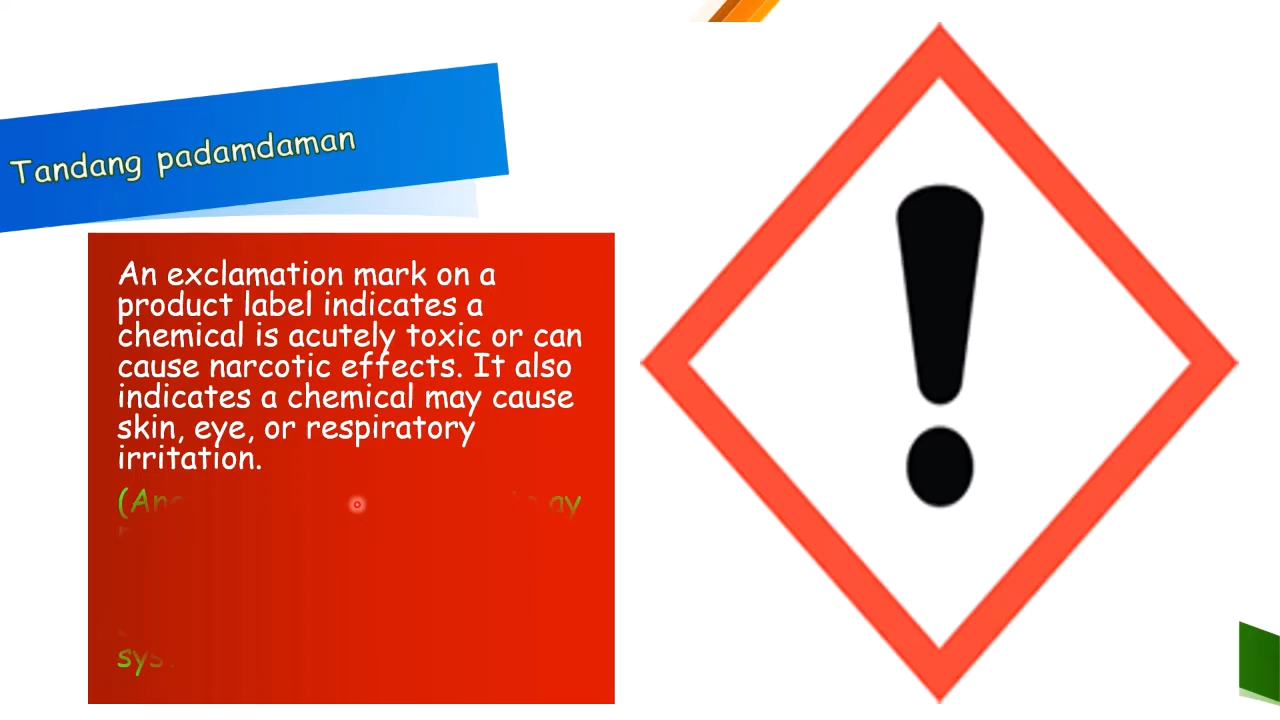 Tandang padamdaman
An exclamation mark on a
product label indicates a
chemical is acutely toxic or can
cause narcotic effects. It also
indicates a chemical may cause
skin, eye, or respiratory
irritation.
ay